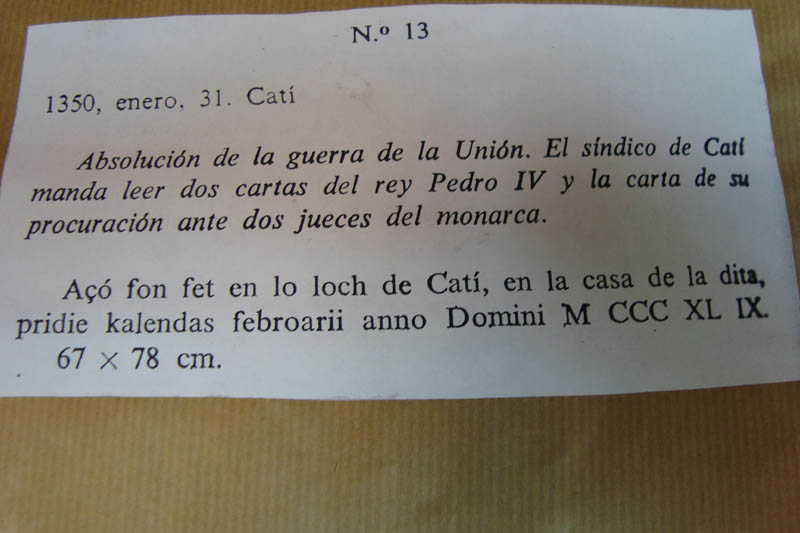 N.º 13
1350, enero, 31. Catí
Absolución de la guerra de la Unión. El síndico de Catí
manda leer dos cartas del rey Pedro IV y la carta de su
procuración ante dos jueces del monarca.
Açó fon fet en lo loch de Catí, en la casa de la dita,
pridie kalendas febroarii anno Domini M CCC XL IX.
67 × 78 cm.